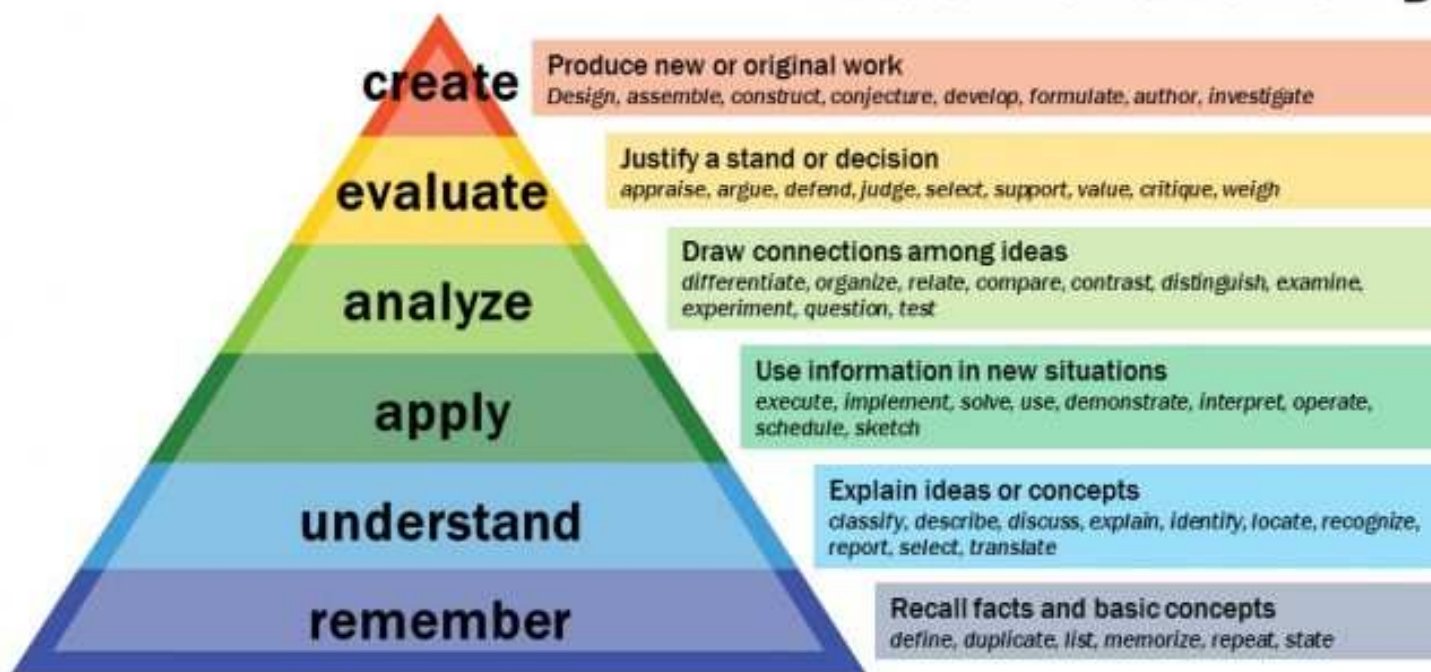 create
Produce new or original work
Design, assemble, construct, conjecture, develop, formulate, author, investigate
evaluate
Justify a stand or decision
appraise, argue, defend, judge, select, support, value, critique, weigh
analyze
Draw connections among ideas
differentiate, organize, relate, compare, contrast, distinguish, examine,
experiment, question, test
apply
Use information in new situations
execute, implement, solve, use, demonstrate, interpret, operate,
schedule, sketch
understand
Explain ideas or concepts
classify, describe, discuss, explain, identify, locate, recognize,
report, select, translate
remember
Recall facts and basic concepts
define, duplicate, list, memorize, repeat, state